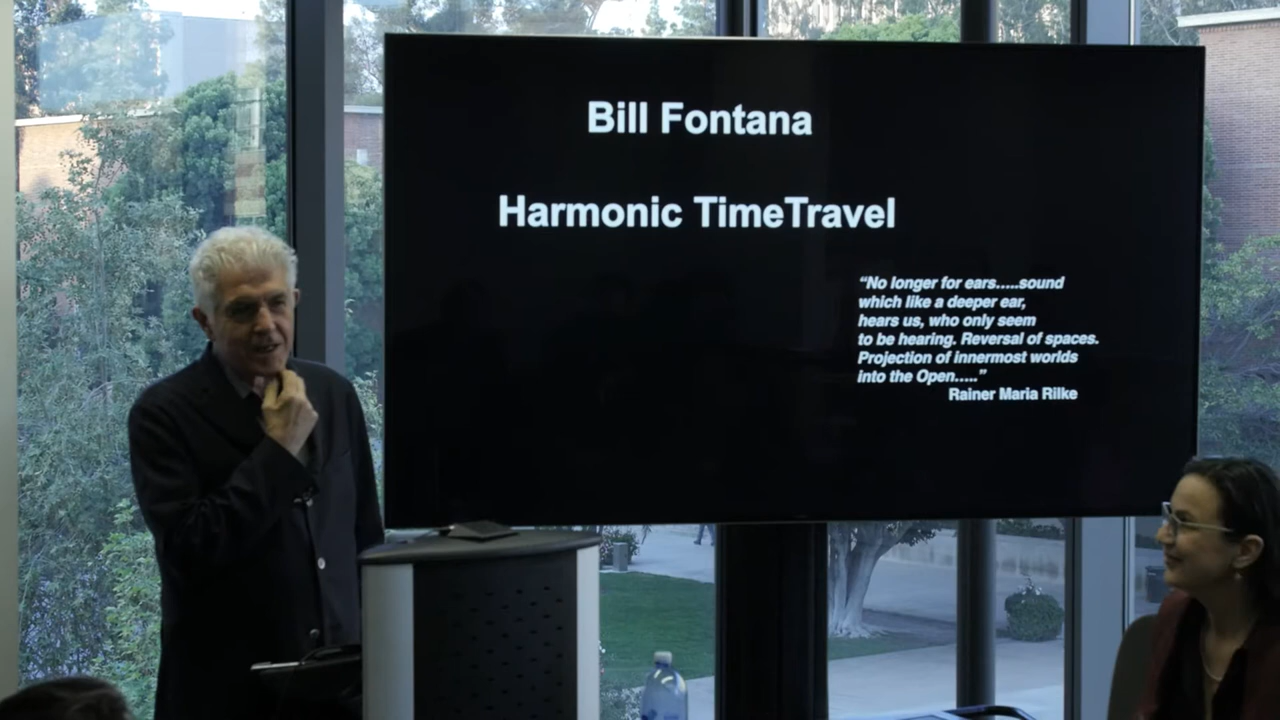 Bill Fontana
Harmonic TimeTravel
“No longer for ears.....sound
which like a deeper ear,
hears us, who only seem
to be hearing. Reversal of spaces.
Projection of innermost worlds
into the Open.....”
Rainer Maria Rilke